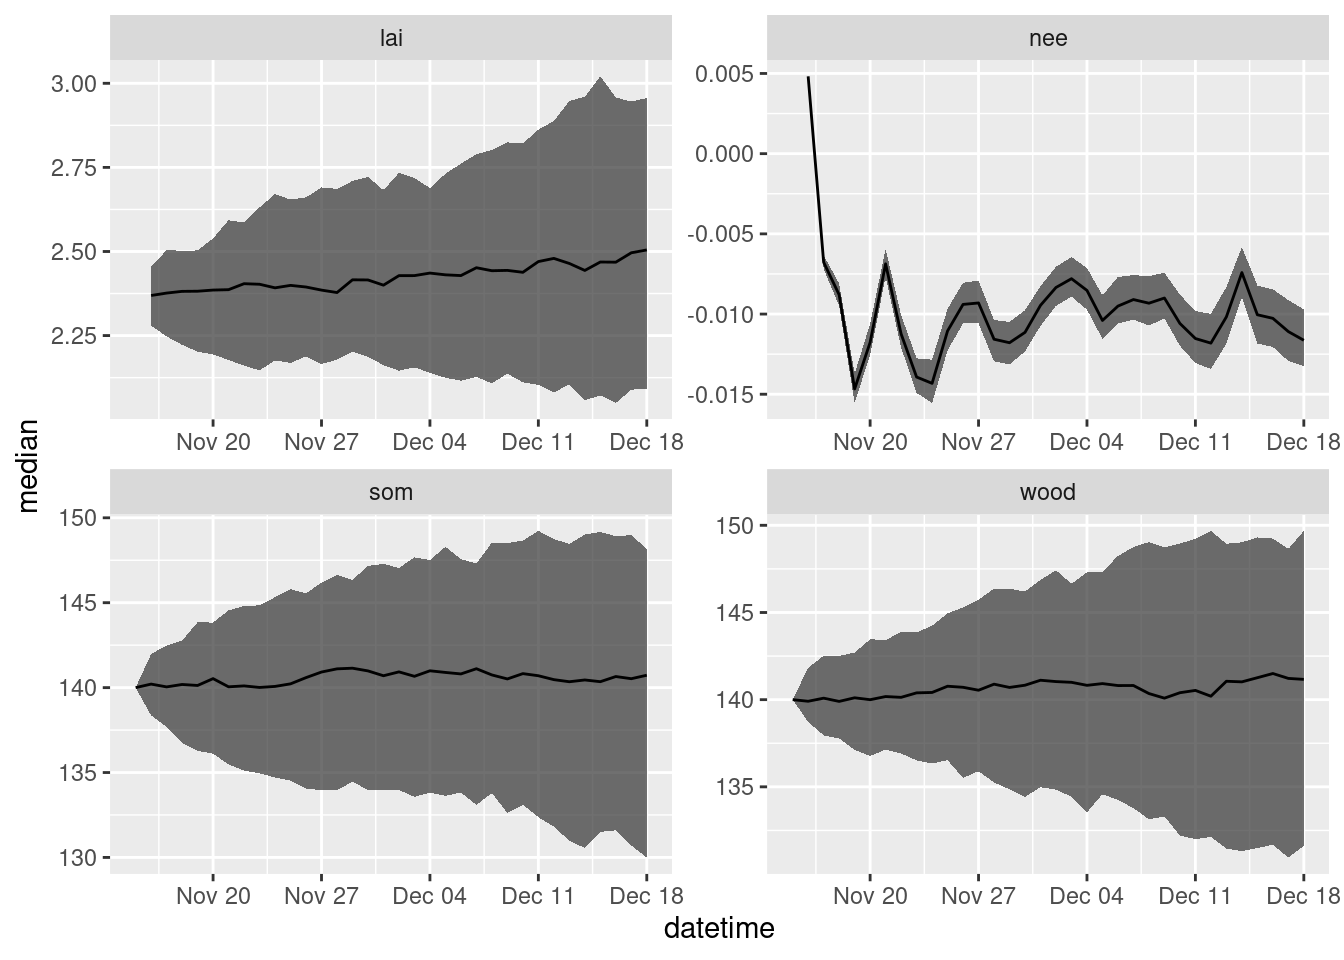 lai
nee
3.00
2.75
2.50
2.25
0.005
0.000
-0.005
-0.010
-0.015
Nov 20 Nov 27 Dec 04 Dec 11 Dec 18
Nov 20 Nov 27 Dec 04 Dec 11 Dec 18
median
som
wood
150
145
140
135
130
150
145
140
135
Nov 20 Nov 27 Dec 04 Dec 11 Dec 18
Nov 20 Nov 27 Dec 04 Dec 11 Dec 18
datetime